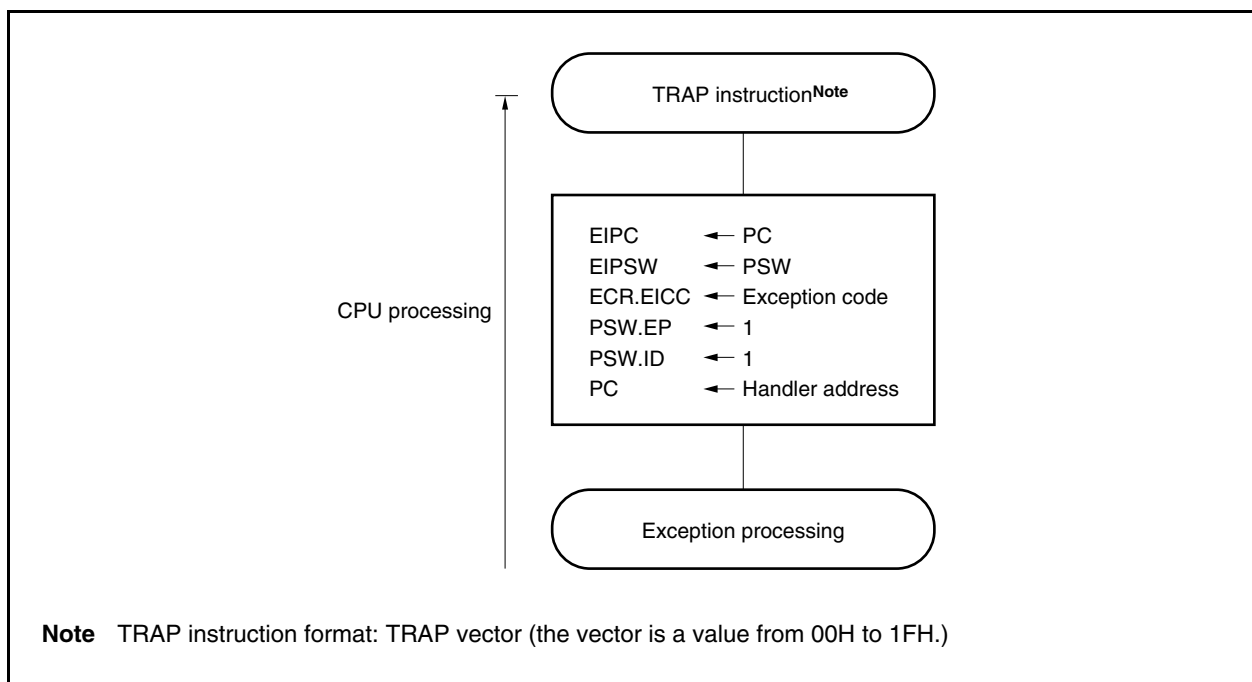 TRAP instructionNote
EIPC ← PC
EIPSW ← PSW
ECR.EICC ← Exception code
PSW.EP ← 1
PSW.ID ← 1
PC ← Handler address
CPU processing
Exception processing
Note TRAP instruction format: TRAP vector (the vector is a value from 00H to 1FH.)